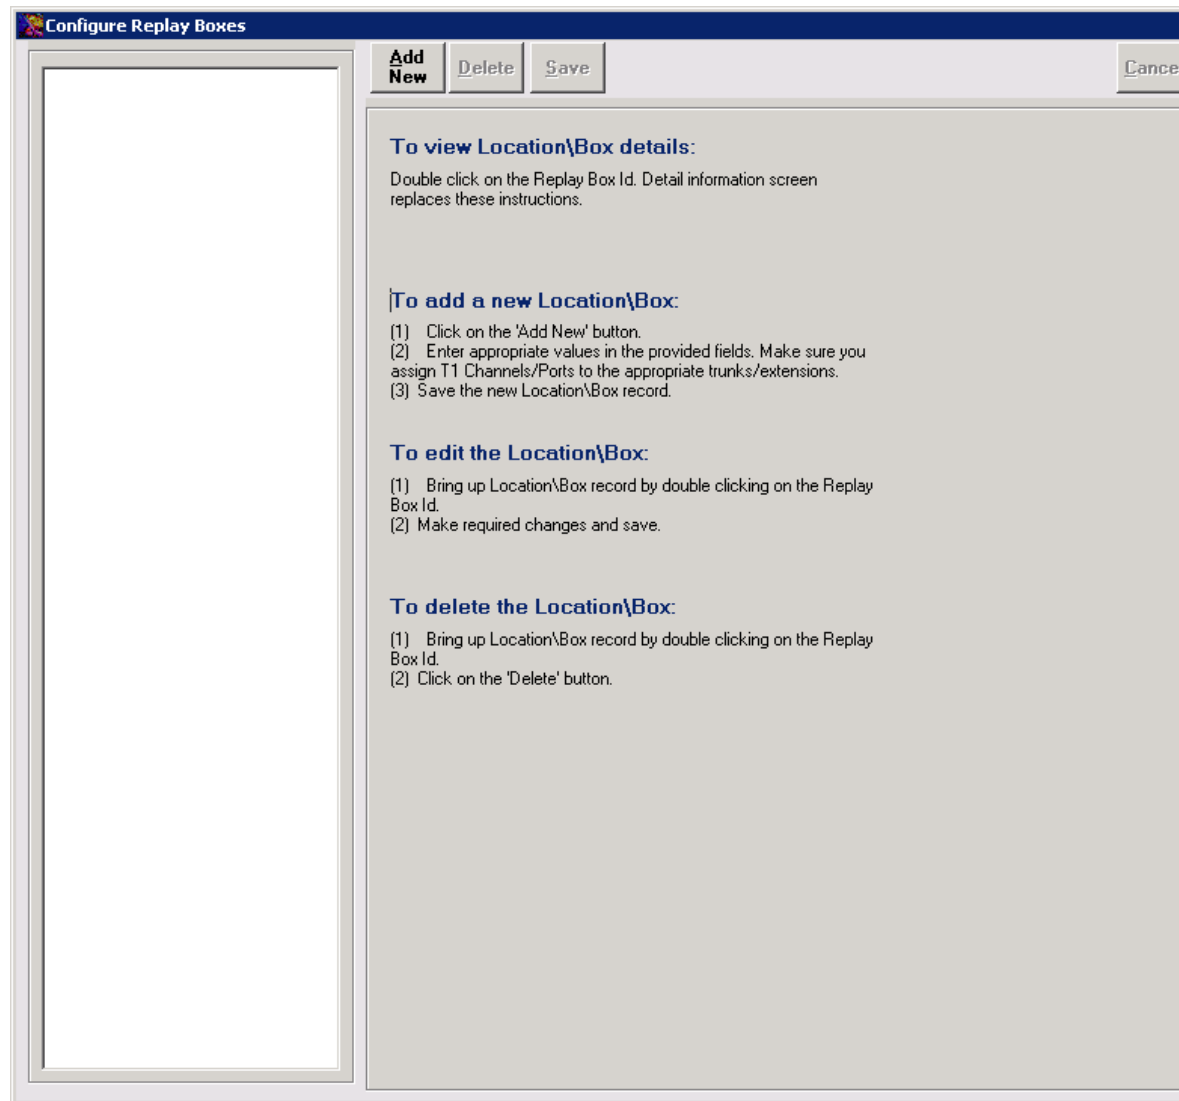 Configure Replay Boxes
Add
New
Delete
Save
Cance
To view Location\Box details:
Double click on the Replay Box Id. Detail information screen
replaces these instructions.
To add a new Location\Box:
(1) Click on the 'Add New' button.
(2) Enter appropriate values in the provided fields. Make sure you
assign T1 Channels/Ports to the appropriate trunks/extensions.
(3) Save the new Location\Box record.
To edit the Location\Box:
(1) Bring up Location\Box record by double clicking on the Replay
Box Id.
(2) Make required changes and save.
To delete the Location\Box:
(1) Bring up Location\Box record by double clicking on the Replay
Box Id.
(2) Click on the 'Delete' button.